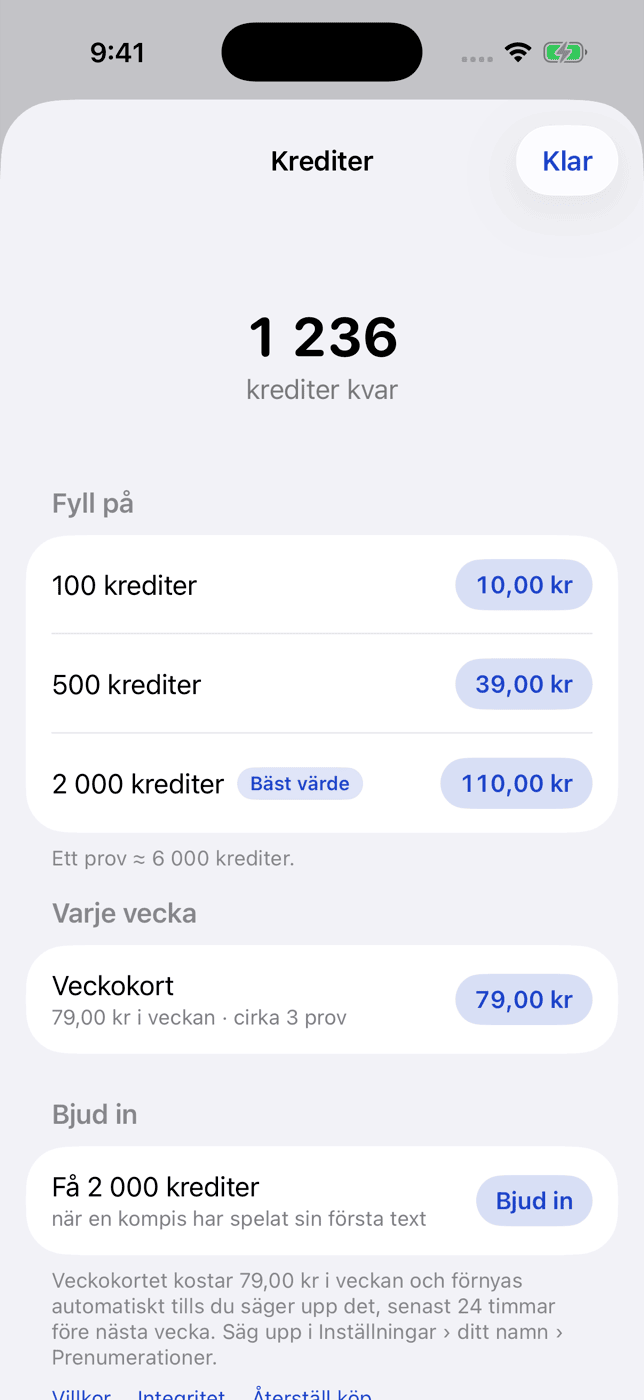 9:41
Krediter
Klar
1 236
krediter kvar
Fyll på
100 krediter
10,00 kr
500 krediter
39,00 kr
2 000 krediter
Bäst värde
110,00 kr
Ett prov ≈ 6 000 krediter.
Varje vecka
Veckokort
79,00 kr i veckan · cirka 3 prov
79,00 kr
Bjud in
Få 2 000 krediter
när en kompis har spelat sin första text
Bjud in
Veckokortet kostar 79,00 kr i veckan och förnyas
automatiskt tills du säger upp det, senast 24 timmar
före nästa vecka. Säg upp i Inställningar › ditt namn ›
Prenumerationer.
Villkor Integritet Återställ köp